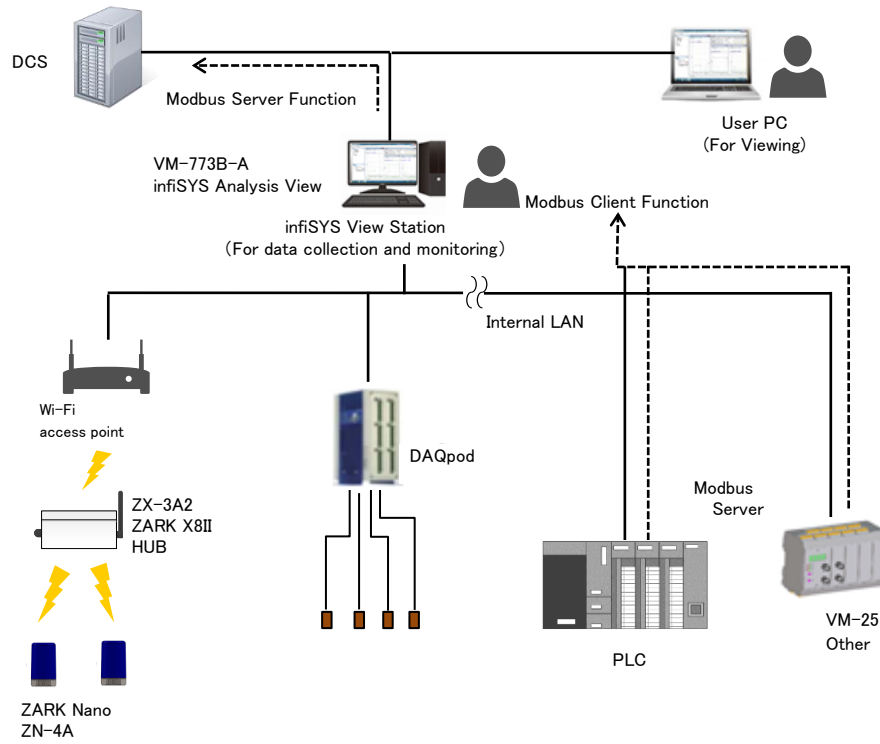 DCS
Modbus Server Function
User PC
(For Viewing)
VM-773B-A
infiSYS Analysis View
Modbus Client Function
infiSYS View Station
(For data collection and monitoring)
Internal LAN
Wi-Fi
access point
DAQpod
ZX-3A2
ZARK X8II
HUB
Modbus
Server
VM-25
Other
PLC
ZARK Nano
ZN-4A